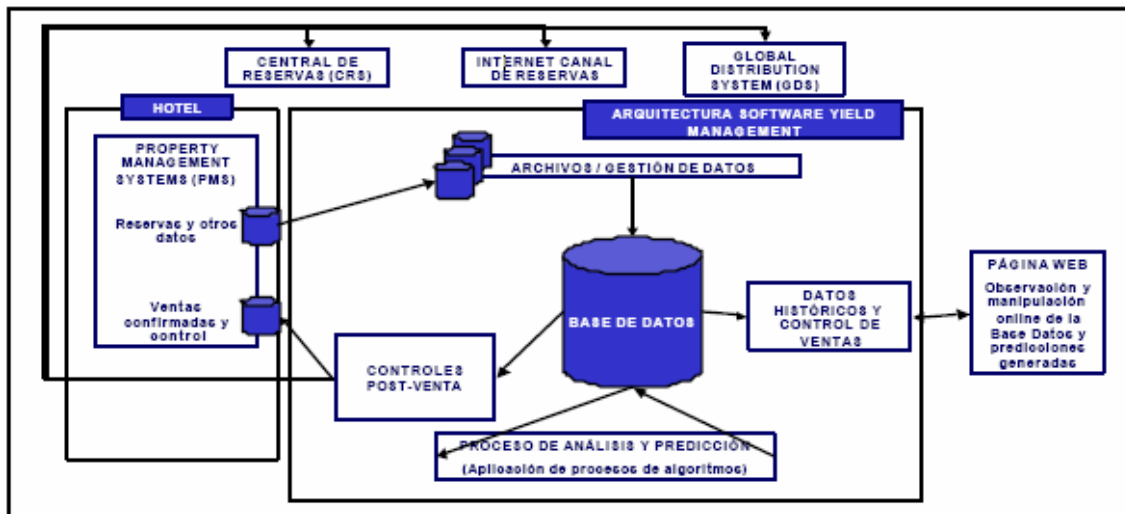 CENTRAL DE
RESERVAS (CRS)
INTERNET CANAL
DE RESERVAS
GLOBAL
DISTRIBUTION
SYSTEM (GDS)
HOTEL
ARQUITECTURA SOFTWARE YIELD
MANAGEMENT
PROPERTY
MANAGEMENT
SYSTEMS (PMS)
Reservas y otros
datos
Ventas
confirmadas y
control
ARCHIVOS / GESTIÓN DE DATOS
BASE DE DATOS
DATOS
HISTÓRICOS Y
CONTROL DE
VENTAS
PÁGINA WEB
Observación y
manipulación
online de la
Base Datos y
predicciones
generadas
CONTROLES
POST-VENTA
PROCESO DE ANÁLISIS Y PREDICCIÓN
(Aplicación de procesos de algoritmos)